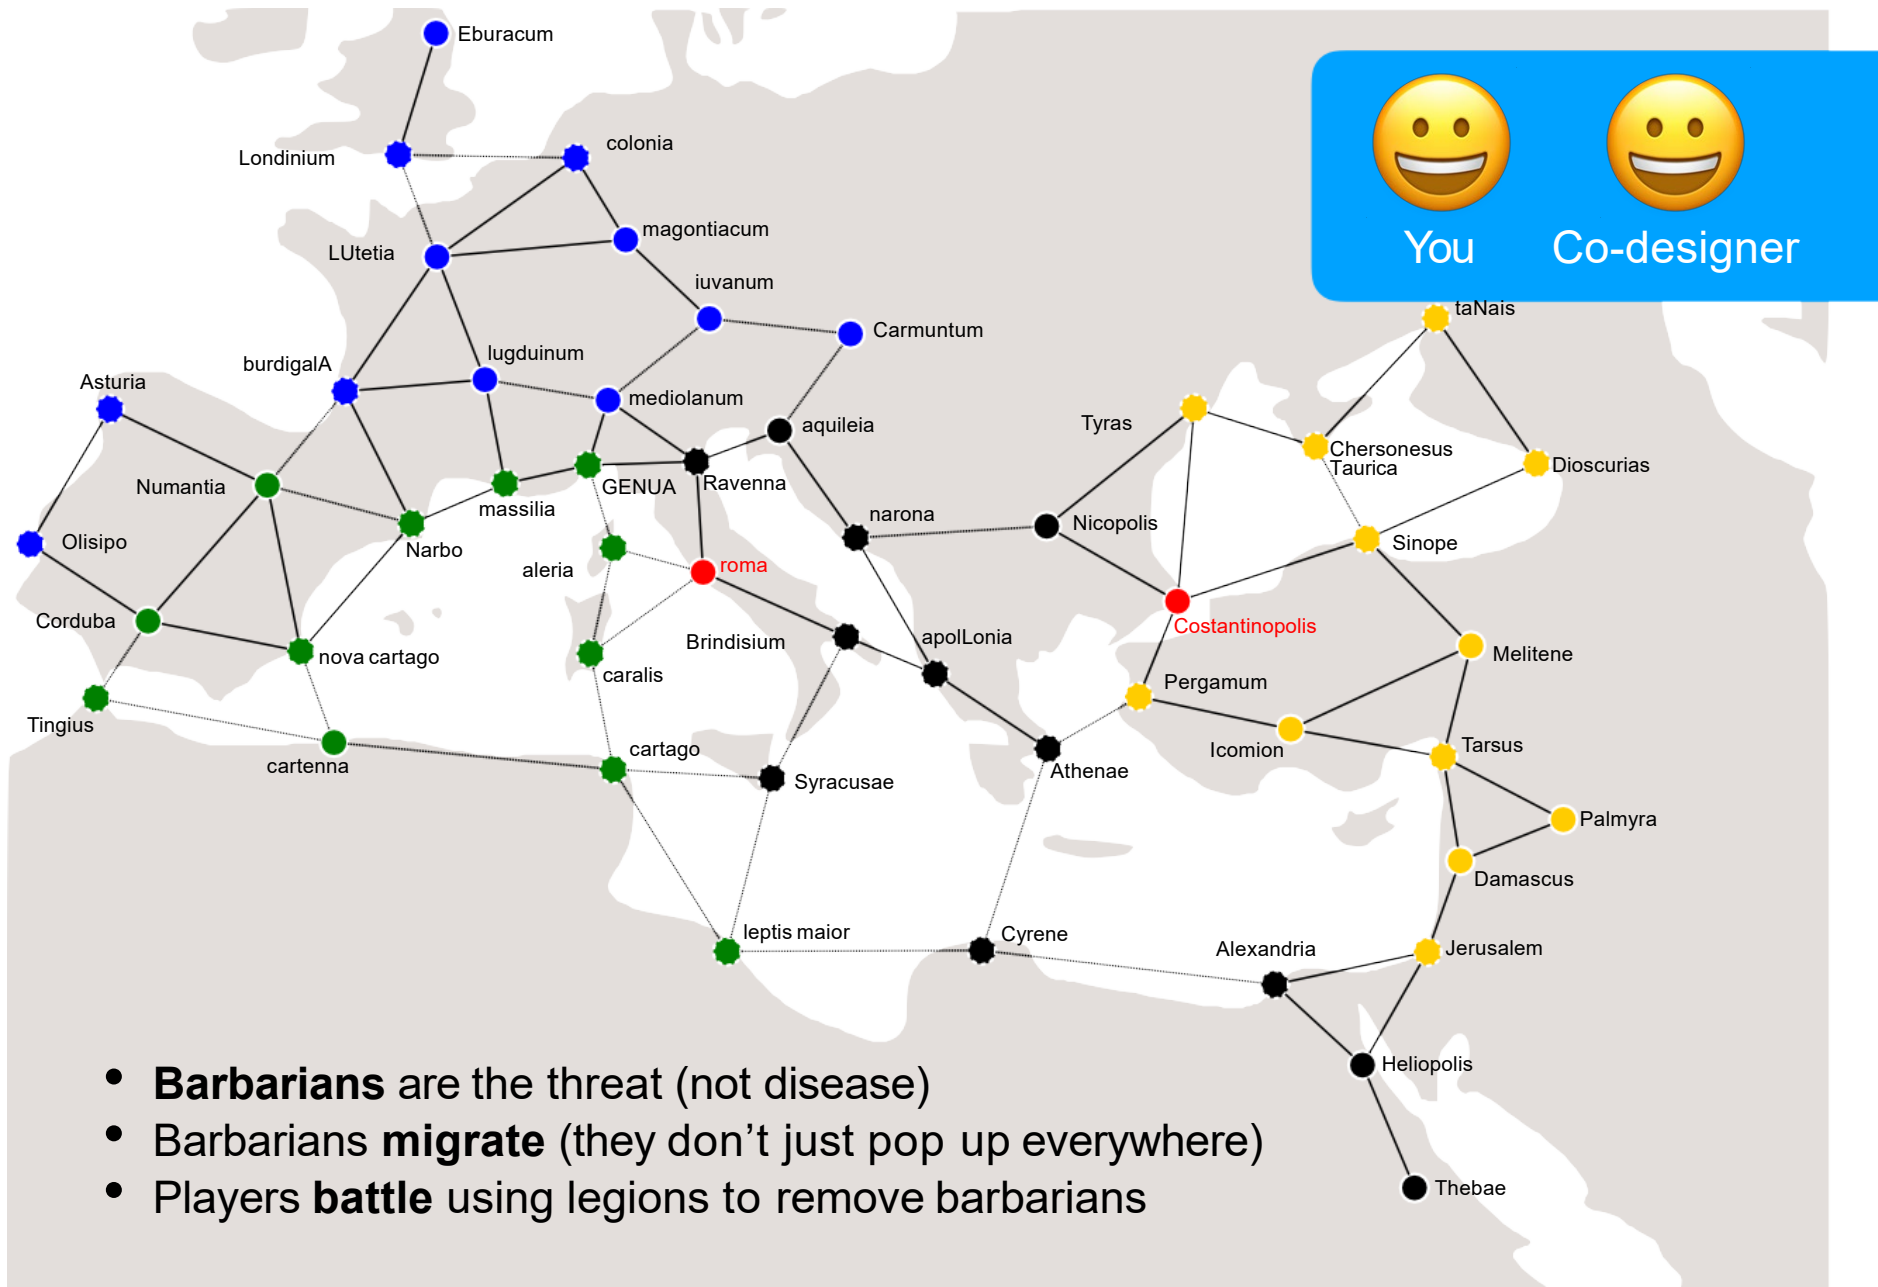 Eburacum
Londinium
colonia
You
Co-designer
LUtetia
magontiacum
iuvanum
taNais
Carmuntum
burdigalA
lugduinum
Asturia
mediolanum
aquileia
Tyras
Chersonesus
Taurica
Dioscurias
Numantia
GENUA
Ravenna
massilia
narona
Nicopolis
Olisipo
Narbo
Sinope
aleria
roma
Corduba
Brindisium
apolLonia
Costantinopolis
nova cartago
caralis
Melitene
Pergamum
Tingius
cartago
Icomion
Tarsus
cartenna
Syracusae
Athenae
Palmyra
Damascus
leptis maior
Cyrene
Alexandria
Jerusalem
Heliopolis
Thebae
• Barbarians are the threat (not disease)
• Barbarians migrate (they don’t just pop up everywhere)
• Players battle using legions to remove barbarians